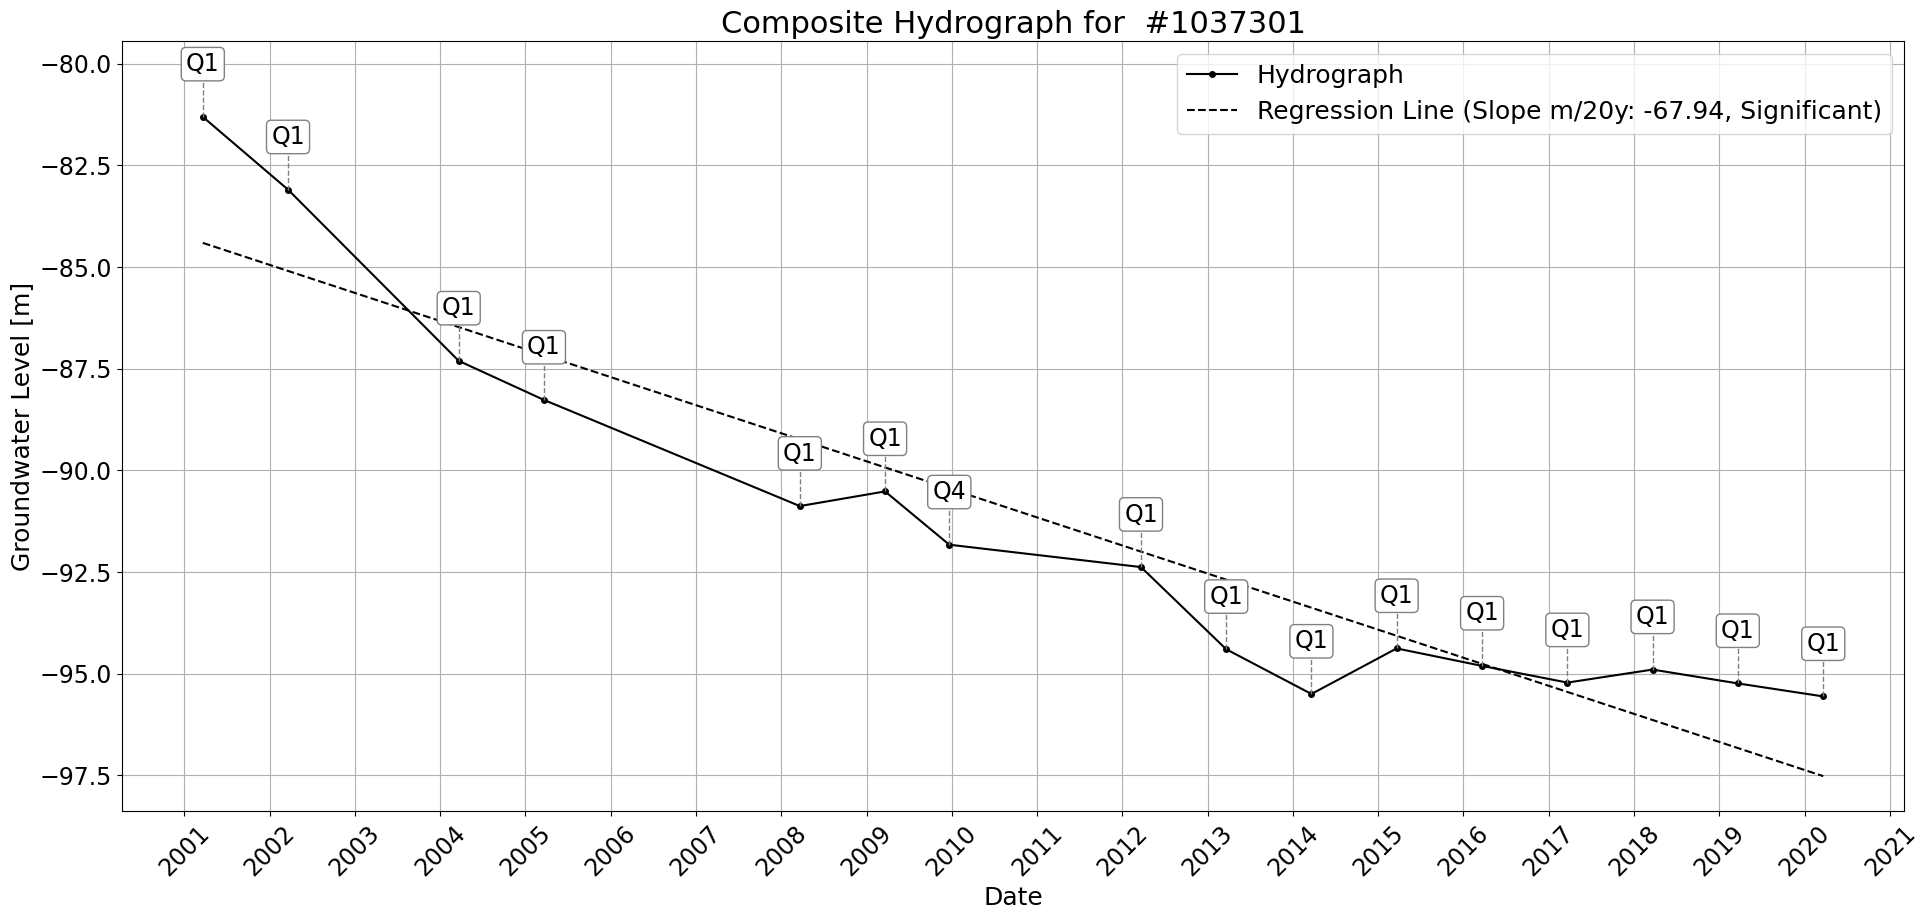 Composite Hydrograph for  #1037301
Hydrograph
Regression Line (Slope m/20y: -67.94, Significant)
Groundwater Level [m]
−80.0
−82.5
−85.0
−87.5
−90.0
−92.5
−95.0
−97.5
Q1
Q1
Q1
Q1
Q1
Q1
Q4
Q1
Q1
Q1
Q1
Q1
Q1
Q1
Q1
Q1
2001
2002
2003
2004
2005
2006
2007
2008
2009
2010
2011
2012
2013
2014
2015
2016
2017
2018
2019
2020
2021
Date